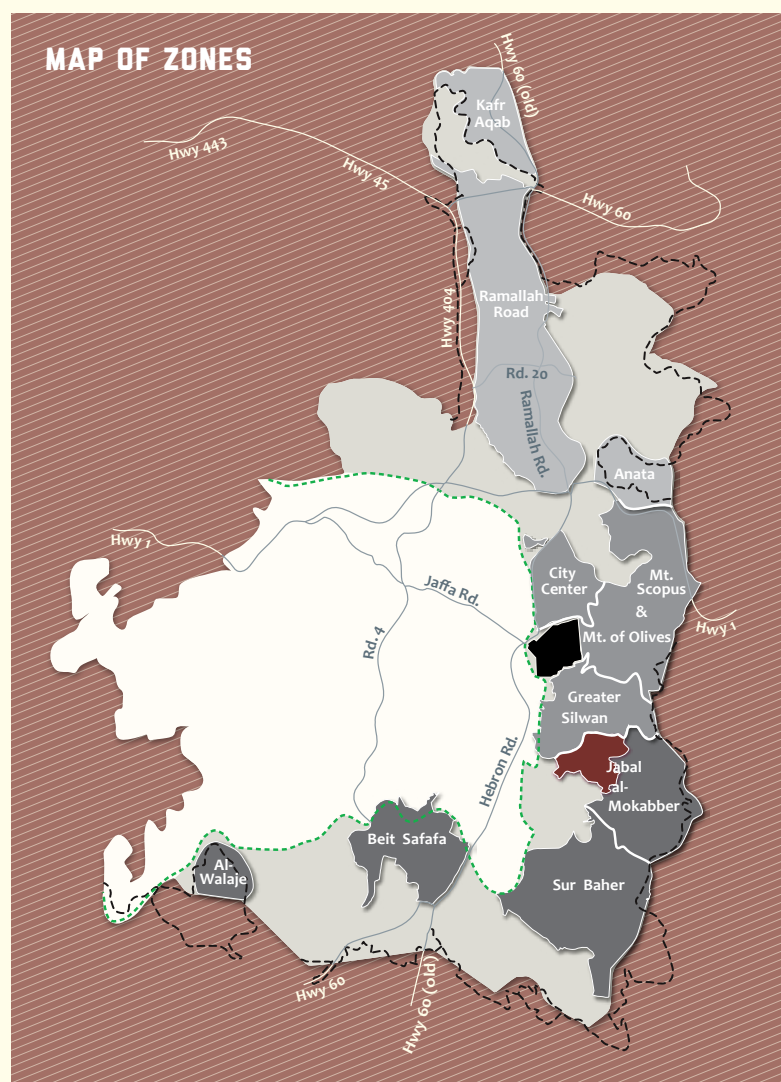 MAP OF ZONES
Hwy 60 (old)
Kafr
Aqab
Hwy 443
Hwy 45
Hwy 60
Ramallah
Road
Hwy 404
Rd. 20
Ramallah Rd.
Anata
Hwy 1
City
Center
Mt.
Scopus
&
Mt. of Olives
Jaffa Rd.
Hwy 1
Rd. 4
Greater
Silwan
Hebron Rd.
Jabal
al-
Mokabber
Beit Safafa
Al-
Walaje
Sur Baher
Hwy 60
Hwy 60 (old)